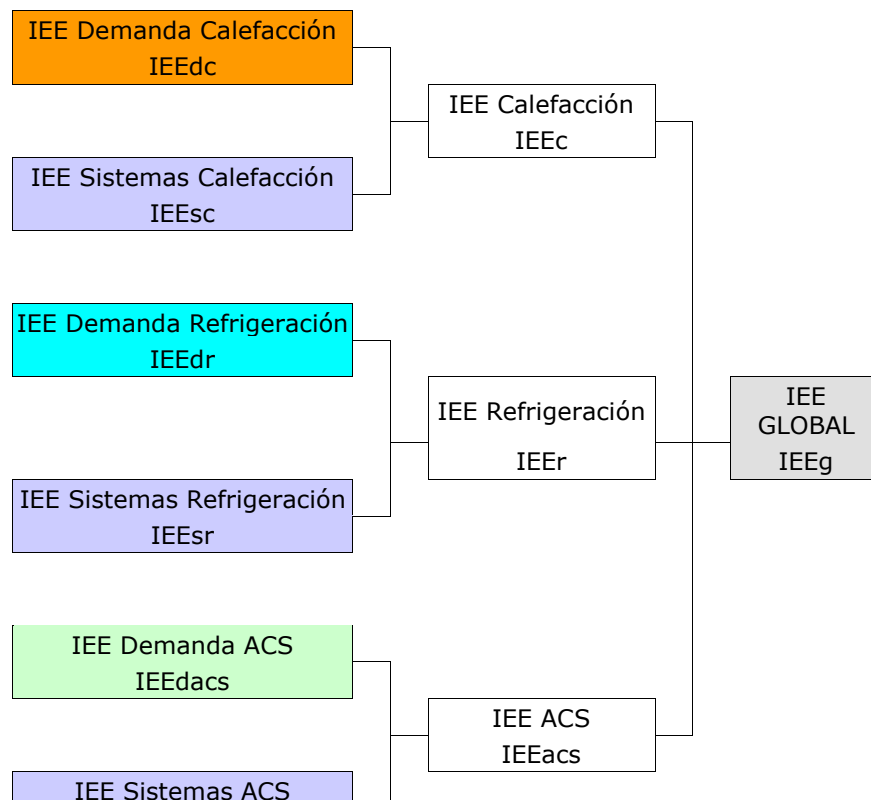 IEE Demanda Calefacción
IEEdc
IEE Calefacción
IEEc
IEE Sistemas Calefacción
IEEsc
IEE Demanda Refrigeración
IEEdr
IEE Refrigeración
IEEr
IEE
GLOBAL
IEEg
IEE Sistemas Refrigeración
IEEsr
IEE Demanda ACS
IEEdacs
IEE ACS
IEEacs
IEE Sistemas ACS